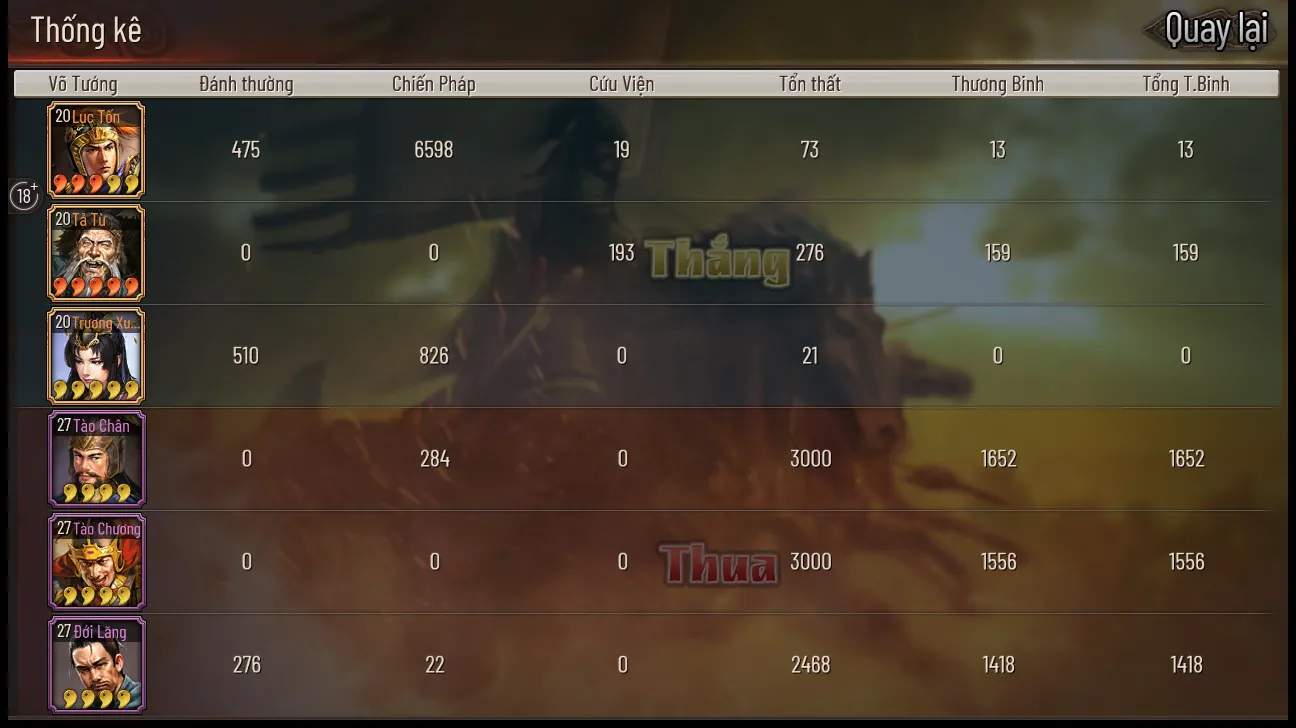 Thống kê
Quay lại
Võ Tướng Đánh thường Chiến Pháp Cứu Viện Tổn thất Thương Binh Tổng T.Binh
20 Lục Tốn 475 6598 19 73 13 13
18+
20 Tả Từ 0 0 193 276 159 159
Thắng
20 Trương Xu... 510 826 0 21 0 0
27 Tào Chân 0 284 0 3000 1652 1652
27 Tào Chương 0 0 0 3000 1556 1556
Thua
27 Đới Lăng 276 22 0 2468 1418 1418